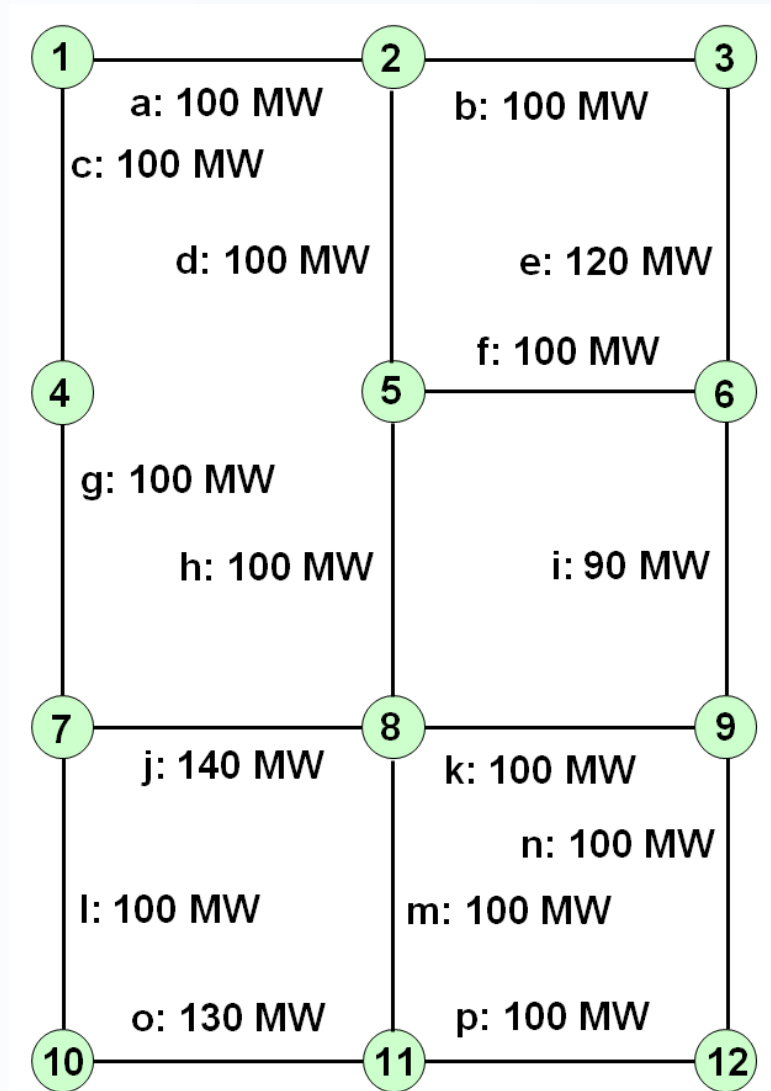 1 2 3
a: 100 MW b: 100 MW
c: 100 MW
d: 100 MW e: 120 MW
f: 100 MW
4 5 6
g: 100 MW
h: 100 MW i: 90 MW
7 8 9
j: 140 MW k: 100 MW
n: 100 MW
l: 100 MW m: 100 MW
o: 130 MW p: 100 MW
10 11 12